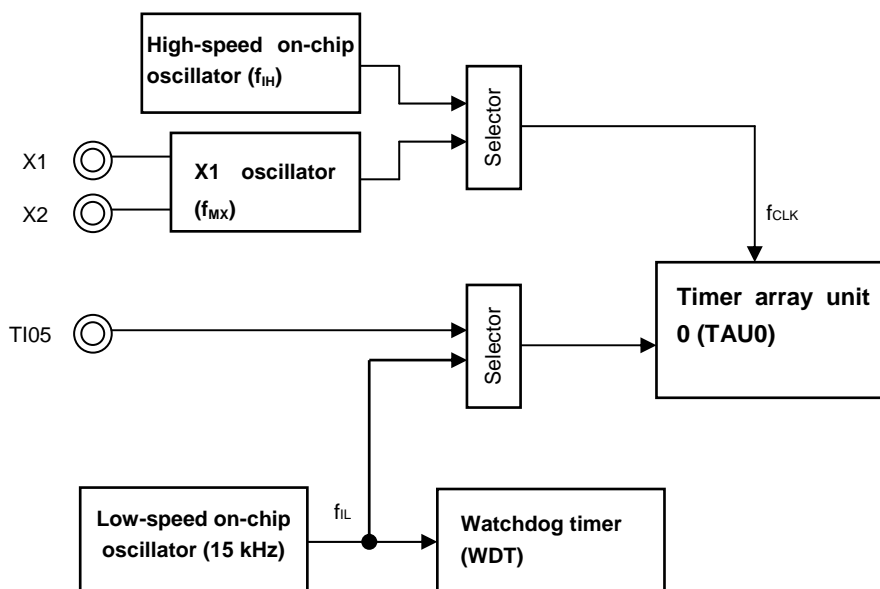 High-speed on-chip
oscillator (fIH)
Selector
X1
X1 oscillator
(fMX)
X2
fCLK
Timer array unit
0 (TAU0)
TI05
Selector
Low-speed on-chip
oscillator (15 kHz)
fIL
Watchdog timer
(WDT)